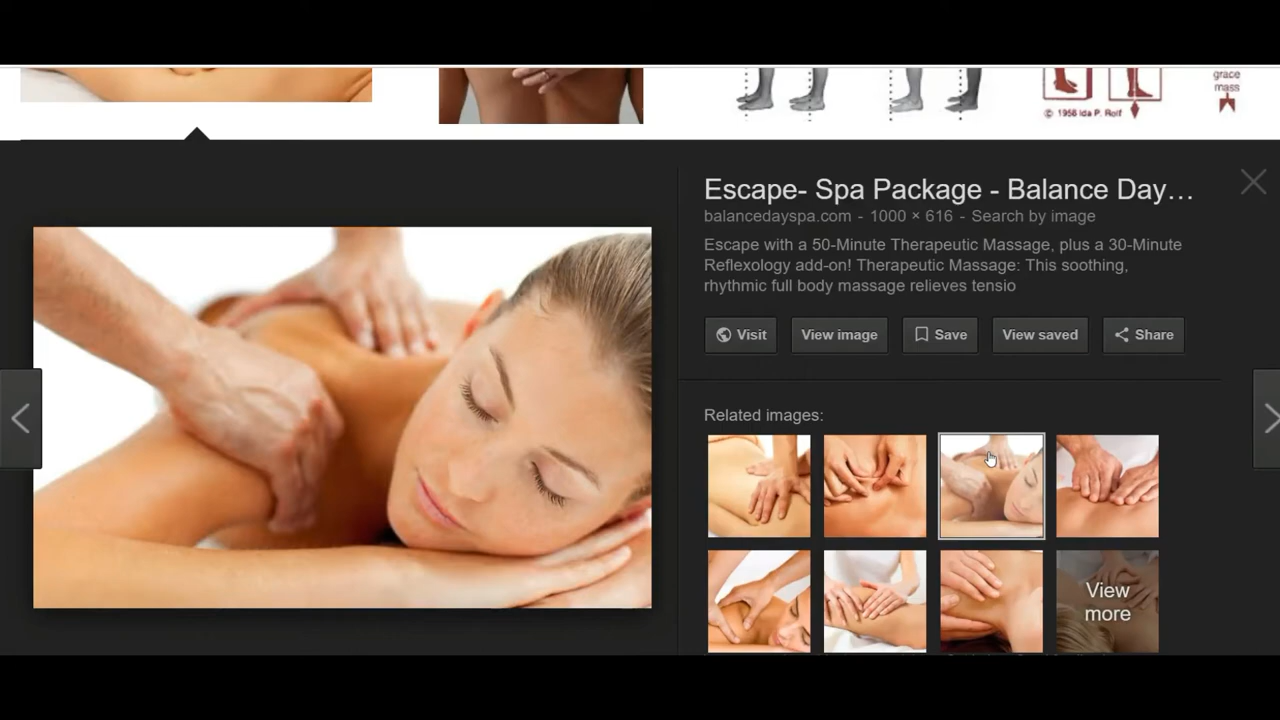 grace
mass
© 1958 Ida P. Rolf
Escape- Spa Package - Balance Day...
balancedayspa.com - 1000 × 616 - Search by image
Escape with a 50-Minute Therapeutic Massage, plus a 30-Minute
Reflexology add-on! Therapeutic Massage: This soothing,
rhythmic full body massage relieves tensio
Visit
View image
Save
View saved
Share
Related images:
View
more